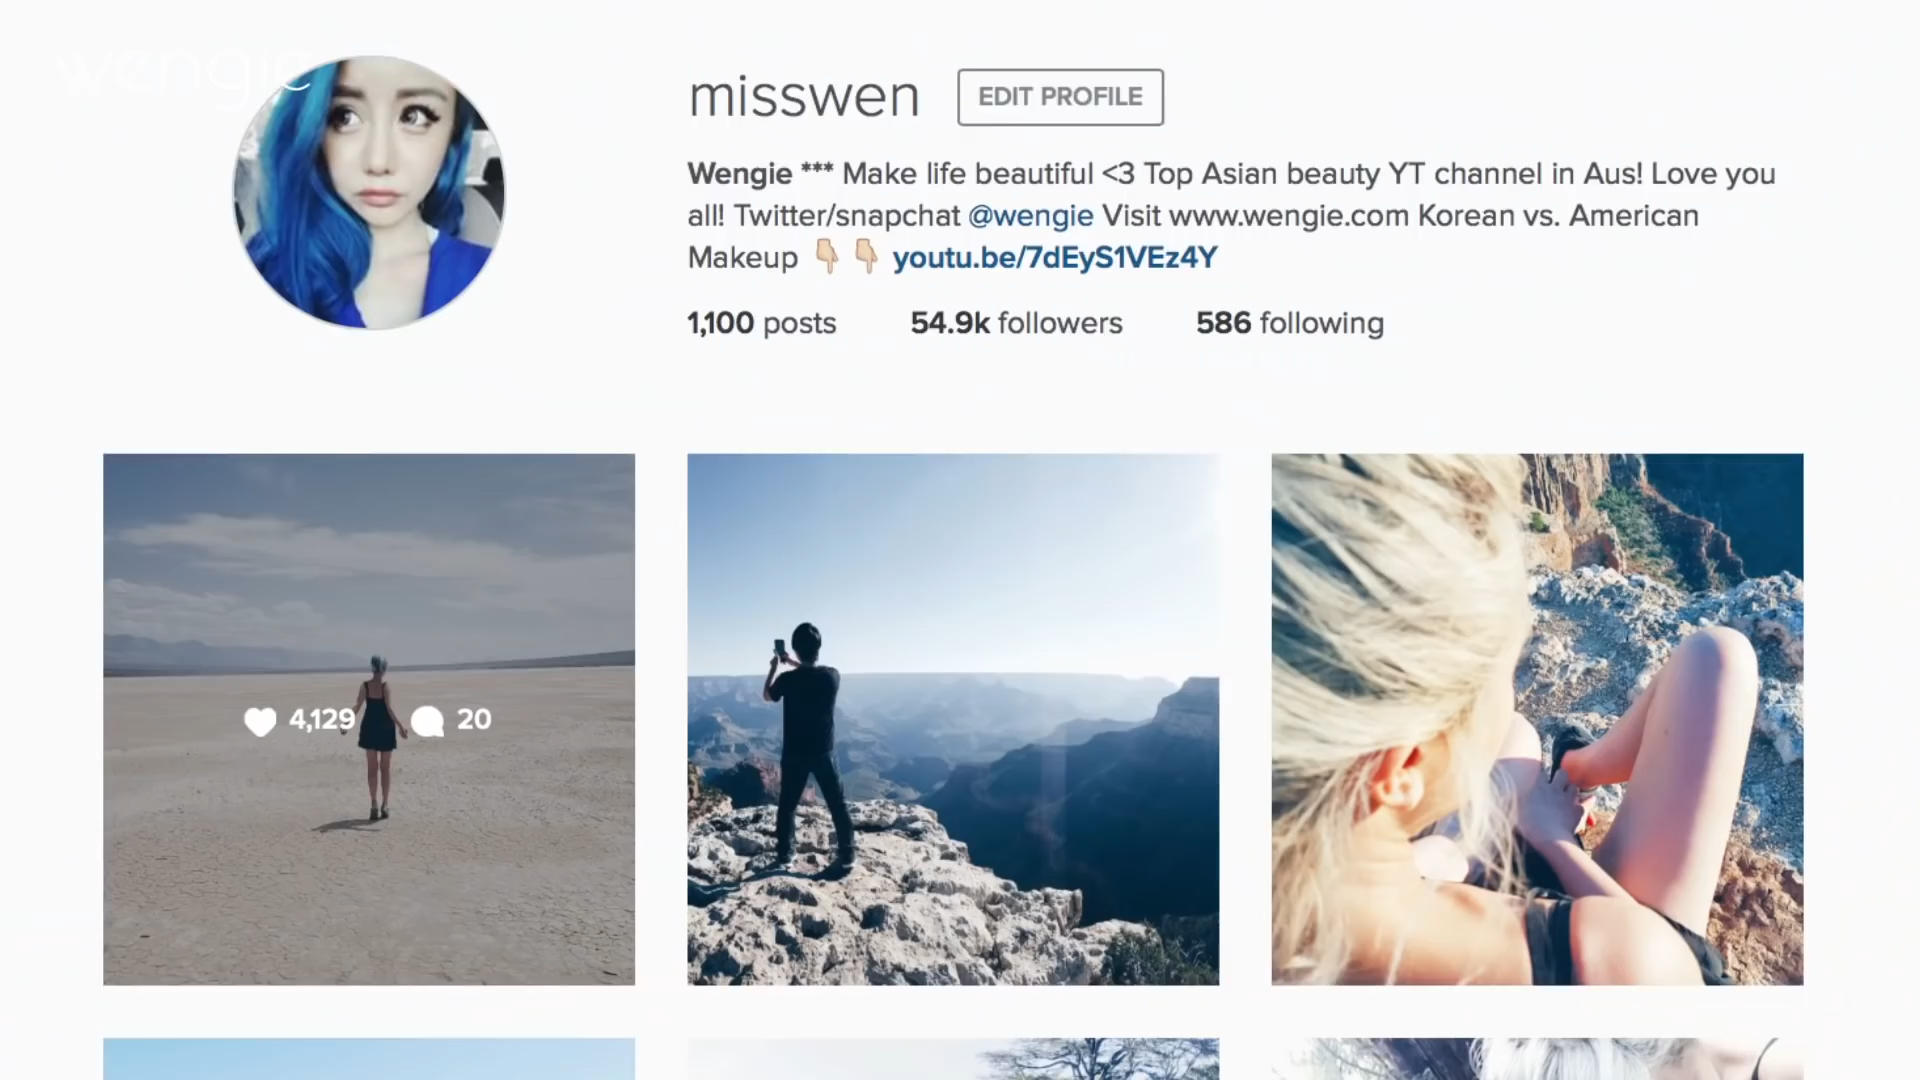 wengie
misswen EDIT PROFILE
Wengie *** Make life beautiful <3 Top Asian beauty YT channel in Aus! Love you
all! Twitter/snapchat @wengie Visit www.wengie.com Korean vs. American
Makeup 👇🏼 👇🏼 youtu.be/7dEyS1VEz4Y
1,100 posts 54.9k followers 586 following
4,129 20